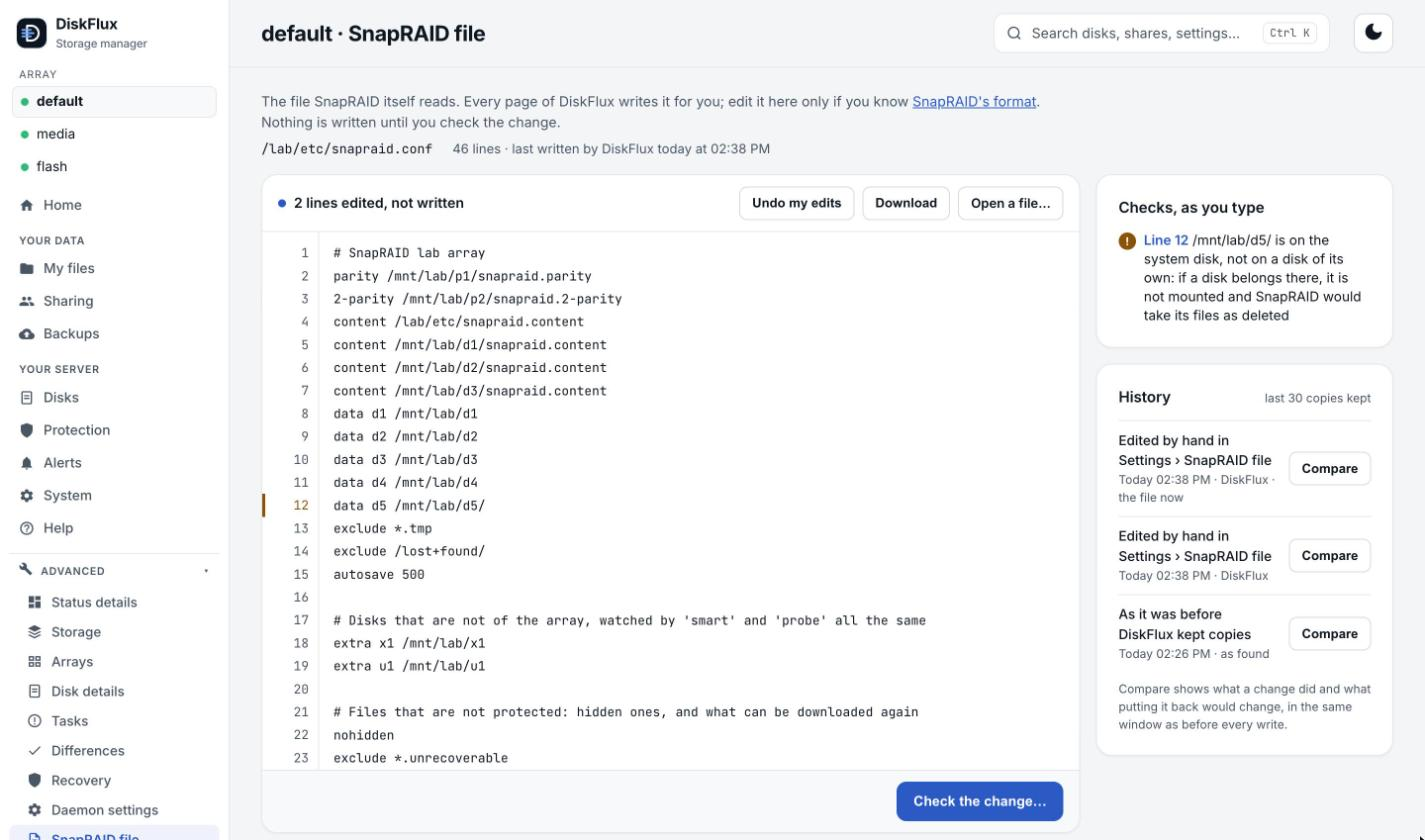 DiskFlux
Storage manager
ARRAY
default
media
flash
Home
YOUR DATA
My files
Sharing
Backups
YOUR SERVER
Disks
Protection
Alerts
System
Help
ADVANCED
Status details
Storage
Arrays
Disk details
Tasks
Differences
Recovery
Daemon settings
SnapRAID file
default · SnapRAID file
Search disks, shares, settings...
Ctrl K
The file SnapRAID itself reads. Every page of DiskFlux writes it for you; edit it here only if you know SnapRAID's format.
Nothing is written until you check the change.
/lab/etc/snapraid.conf 46 lines · last written by DiskFlux today at 02:38 PM
2 lines edited, not written
Undo my edits
Download
Open a file...
1 # SnapRAID lab array
2 parity /mnt/lab/p1/snapraid.parity
3 2-parity /mnt/lab/p2/snapraid.2-parity
4 content /lab/etc/snapraid.content
5 content /mnt/lab/d1/snapraid.content
6 content /mnt/lab/d2/snapraid.content
7 content /mnt/lab/d3/snapraid.content
8 data d1 /mnt/lab/d1
9 data d2 /mnt/lab/d2
10 data d3 /mnt/lab/d3
11 data d4 /mnt/lab/d4
12 data d5 /mnt/lab/d5/
13 exclude *.tmp
14 exclude /lost+found/
15 autosave 500
16
17 # Disks that are not of the array, watched by 'smart' and 'probe' all the same
18 extra x1 /mnt/lab/x1
19 extra u1 /mnt/lab/u1
20
21 # Files that are not protected: hidden ones, and what can be downloaded again
22 nohidden
23 exclude *.unrecoverable
Check the change...
Checks, as you type
! Line 12 /mnt/lab/d5/ is on the
system disk, not on a disk of its
own: if a disk belongs there, it is
not mounted and SnapRAID would
take its files as deleted
History
last 30 copies kept
Edited by hand in
Settings › SnapRAID file
Today 02:38 PM · DiskFlux ·
the file now
Compare
Edited by hand in
Settings › SnapRAID file
Today 02:38 PM · DiskFlux
Compare
As it was before
DiskFlux kept copies
Today 02:26 PM · as found
Compare
Compare shows what a change did and what
putting it back would change, in the same
window as before every write.